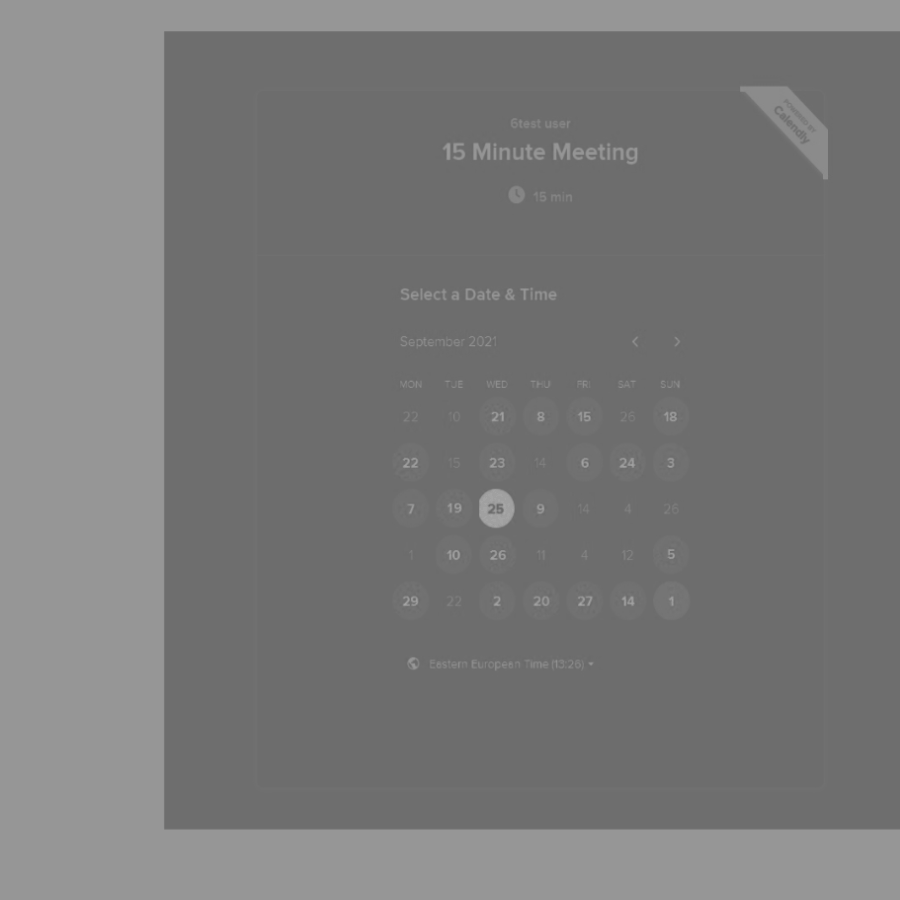 POWERED BY
Calendly
6test user
15 Minute Meeting
15 min
Select a Date & Time
September 2021
MON TUE WED THU FRI SAT SUN
22 10 21 8 15 26 18
22 15 23 14 6 24 3
7 19 25 9 14 4 26
1 10 26 11 4 12 5
29 22 2 20 27 14 1
Eastern European Time (13:26)